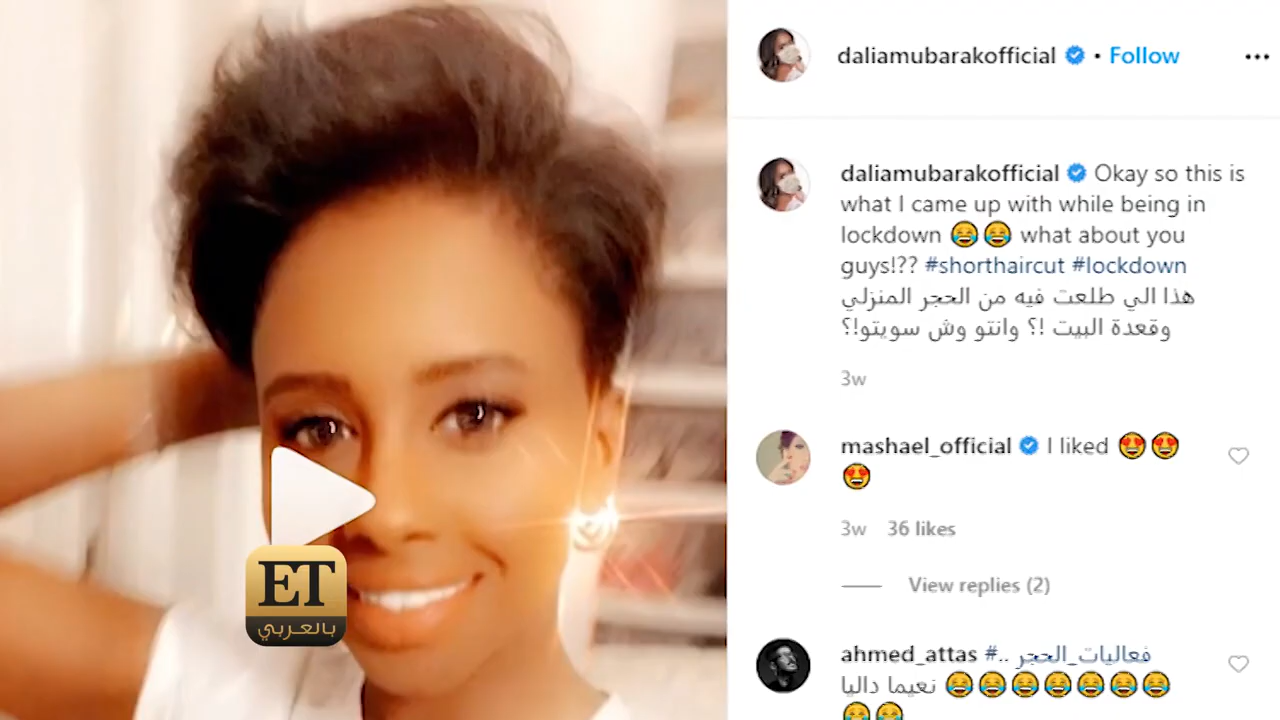 daliamubarakofficial • Follow
daliamubarakofficial Okay so this is
what I came up with while being in
lockdown 😂😂 what about you
guys!?? #shorthaircut #lockdown
هذا الي طلعت فيه من الحجر المنزلي
وقعدة البيت !؟ وانتو وش سويتو!؟
3w
mashael_official I liked 😍😍
😍
3w 36 likes
View replies (2)
ahmed_attas #.. فعاليات_الحجر
نعيما داليا 😂😂😂😂😂😂😂
😂😂
ET
بالعربي